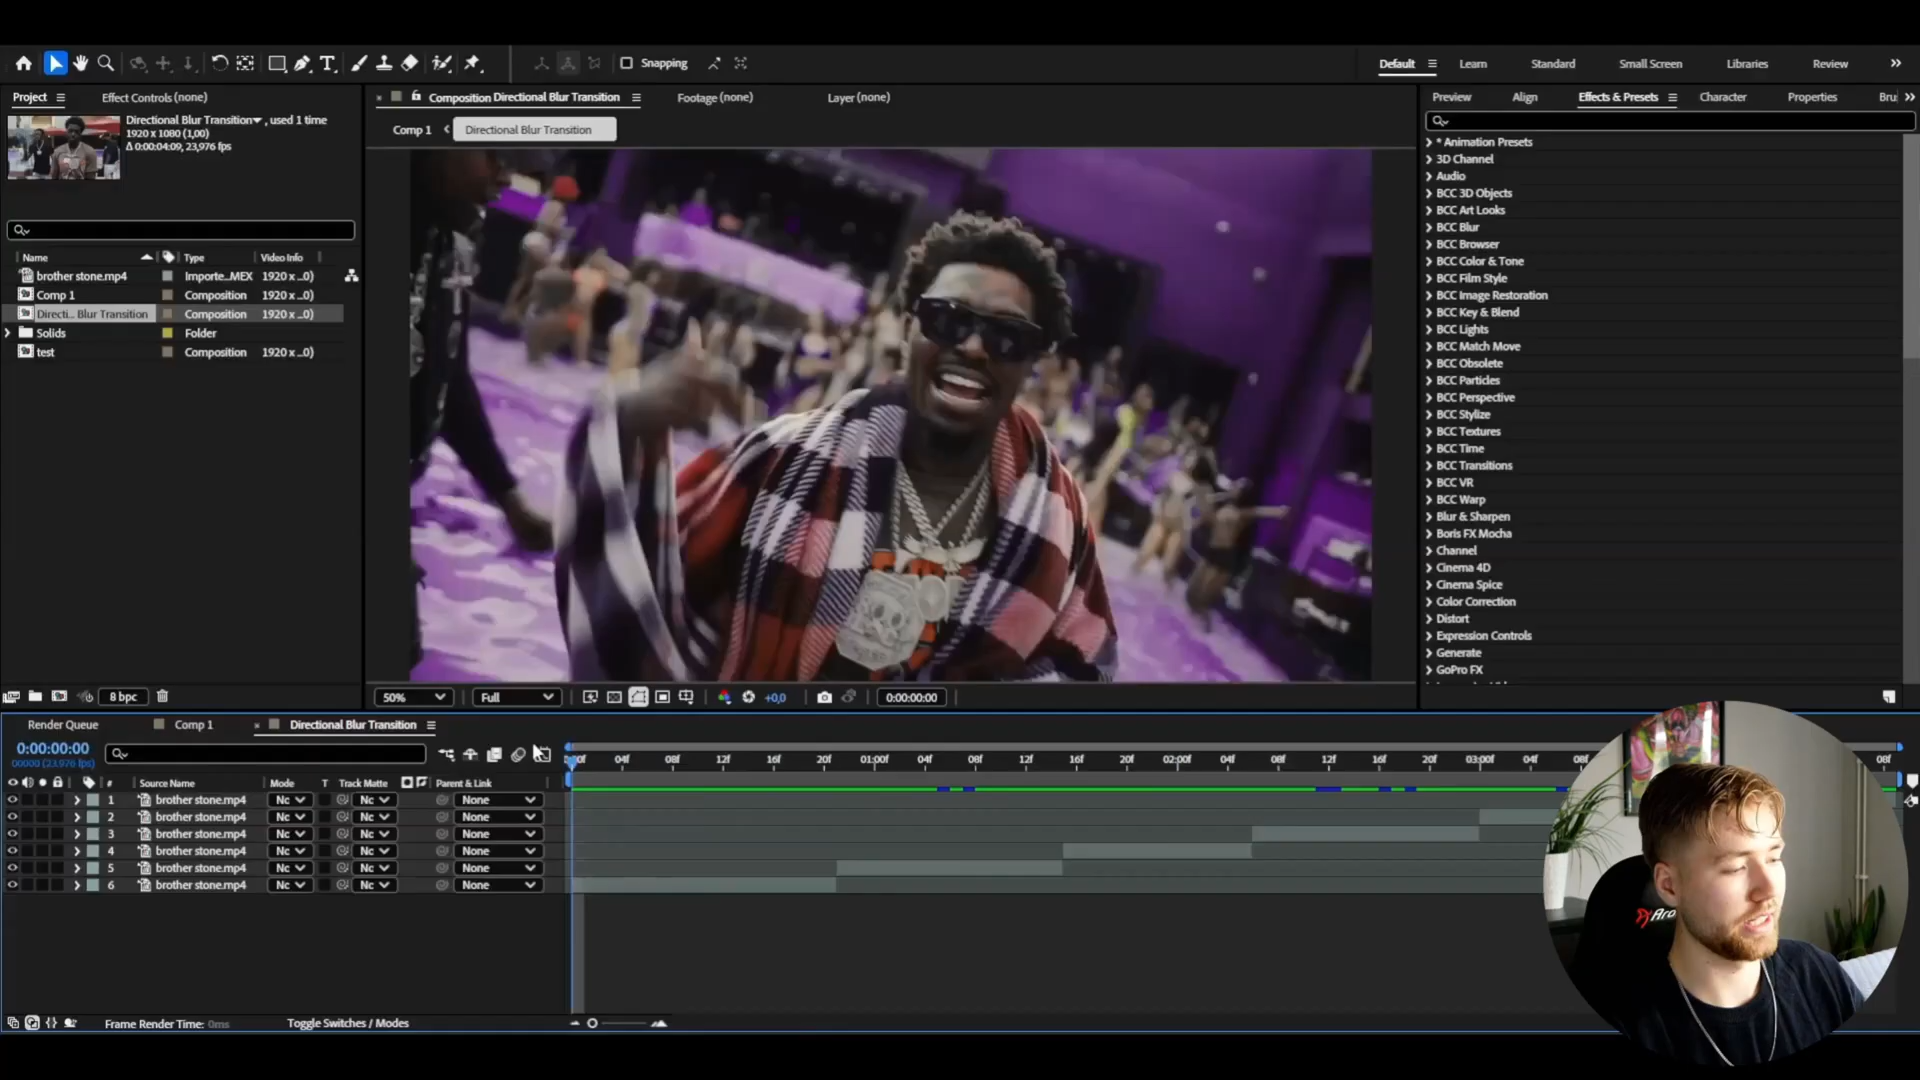 Snapping
Default
Learn
Standard
Small Screen
Libraries
Review
Project
Effect Controls (none)
Composition Directional Blur Transition
Footage (none)
Layer (none)
Preview
Align
Effects & Presets
Character
Properties
Bru
Directional Blur Transition , used 1 time
1920 x 1080 (1,00)
Δ 0:00:04:09, 23,976 fps
Comp 1
Directional Blur Transition
Name
Type
Video Info
brother stone.mp4 Importe...MEX 1920 x ...0)
Comp 1 Composition 1920 x ...0)
Directi... Blur Transition Composition 1920 x ...0)
Solids Folder
test Composition 1920 x ...0)
* Animation Presets
3D Channel
Audio
BCC 3D Objects
BCC Art Looks
BCC Blur
BCC Browser
BCC Color & Tone
BCC Film Style
BCC Image Restoration
BCC Key & Blend
BCC Lights
BCC Match Move
BCC Obsolete
BCC Particles
BCC Perspective
BCC Stylize
BCC Textures
BCC Time
BCC Transitions
BCC VR
BCC Warp
Blur & Sharpen
Boris FX Mocha
Channel
Cinema 4D
Cinema Spice
Color Correction
Distort
Expression Controls
Generate
GoPro FX
8 bpc
50%
Full
+0,0
0:00:00:00
Render Queue
Comp 1
Directional Blur Transition
0:00:00:00
00000 (23.976 fps)
04f 08f 12f 16f 20f 01:00f 04f 08f 12f 16f 20f 02:00f 04f 08f 12f 16f 20f 03:00f 04f 08f 08f
# Source Name Mode T Track Matte Parent & Link
1 brother stone.mp4 Nc Nc None
2 brother stone.mp4 Nc Nc None
3 brother stone.mp4 Nc Nc None
4 brother stone.mp4 Nc Nc None
5 brother stone.mp4 Nc Nc None
6 brother stone.mp4 Nc Nc None
Frame Render Time: 0ms
Toggle Switches / Modes